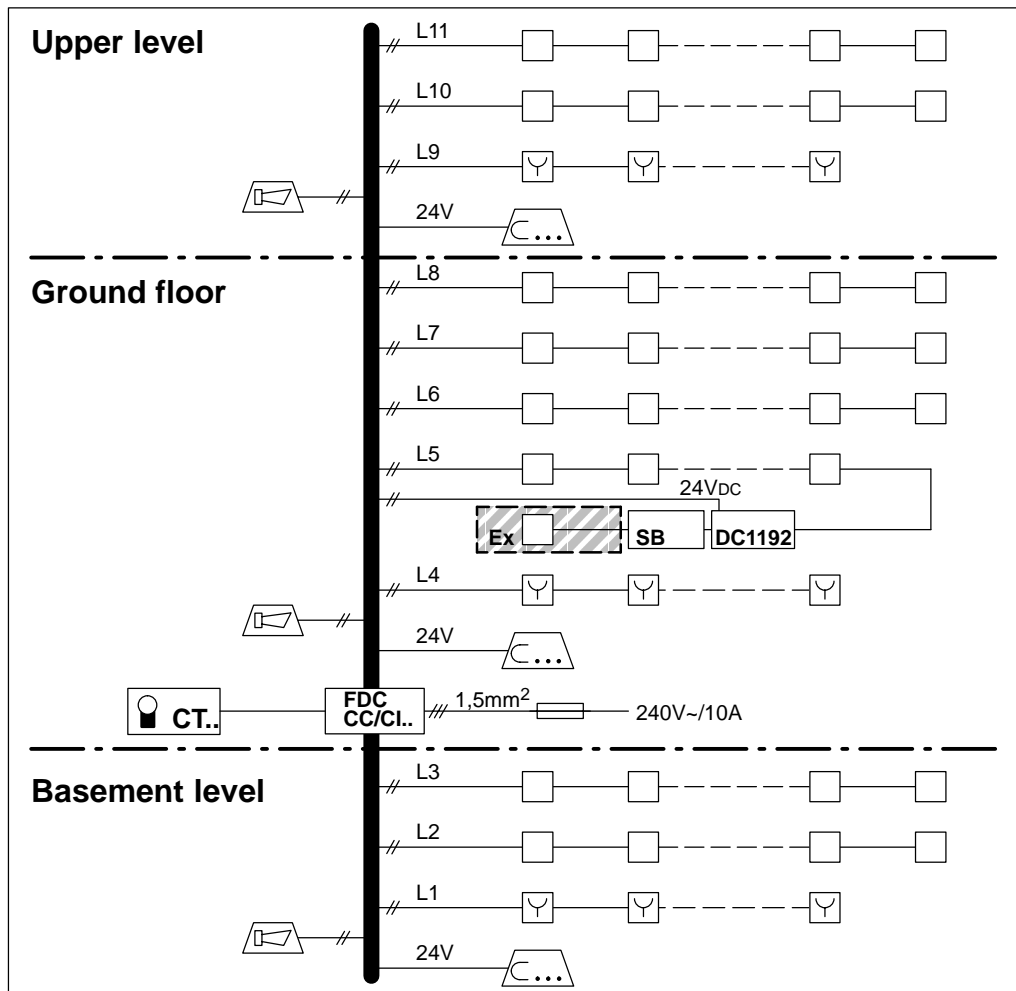 Upper level
L11
L10
L9
24V
Ground floor
L8
L7
L6
L5
24VDC
Ex
SB
DC1192
L4
24V
CT..
FDC
CC/CI..
1,5mm²
240V~/10A
Basement level
L3
L2
L1
24V